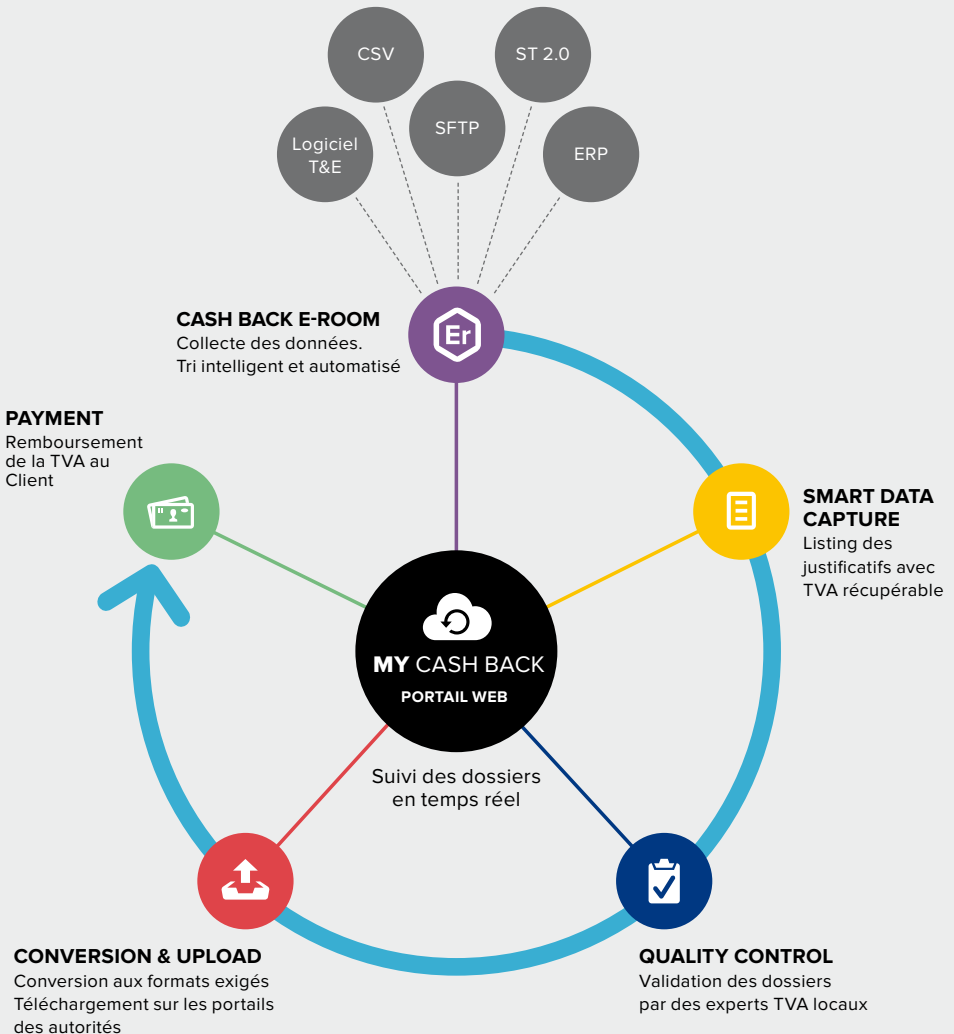 CSV
ST 2.0
SFTP
Logiciel
T&E
ERP
CASH BACK E-ROOM
Collecte des données.
Tri intelligent et automatisé
Er
PAYMENT
Remboursement
de la TVA au
Client
SMART DATA
CAPTURE
Listing des
justificatifs avec
TVA récupérable
MY CASH BACK
PORTAIL WEB
Suivi des dossiers
en temps réel
CONVERSION & UPLOAD
Conversion aux formats exigés
Téléchargement sur les portails
des autorités
QUALITY CONTROL
Validation des dossiers
par des experts TVA locaux